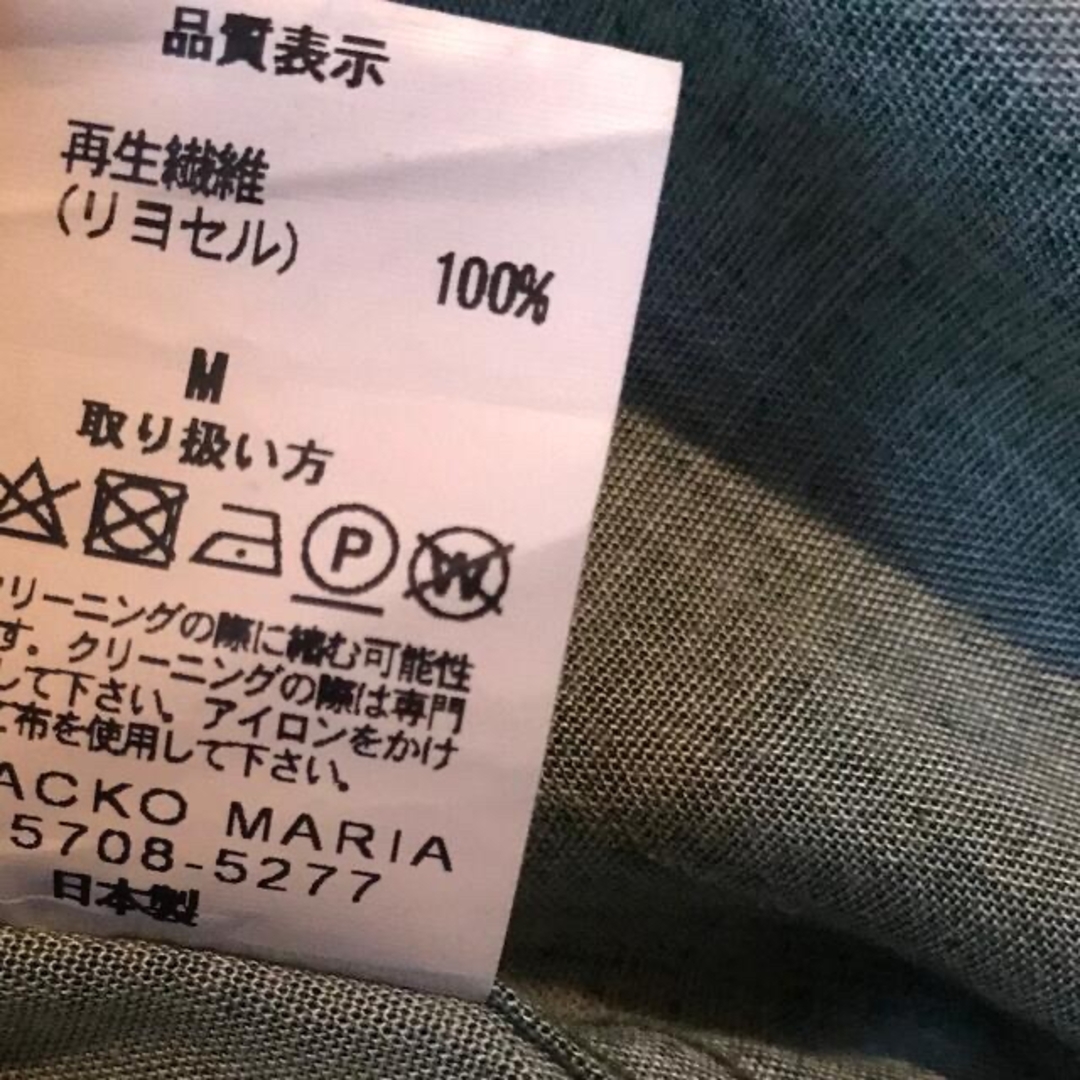 品質表示
再生繊維
(リヨセル)
100%
M
取り扱い方
P W
リーニングの際に縮む可能性
す。クリーニングの際は専門
して下さい。アイロンをかけ
布を使用して下さい。
ACKO MARIA
5708-5277
日本製